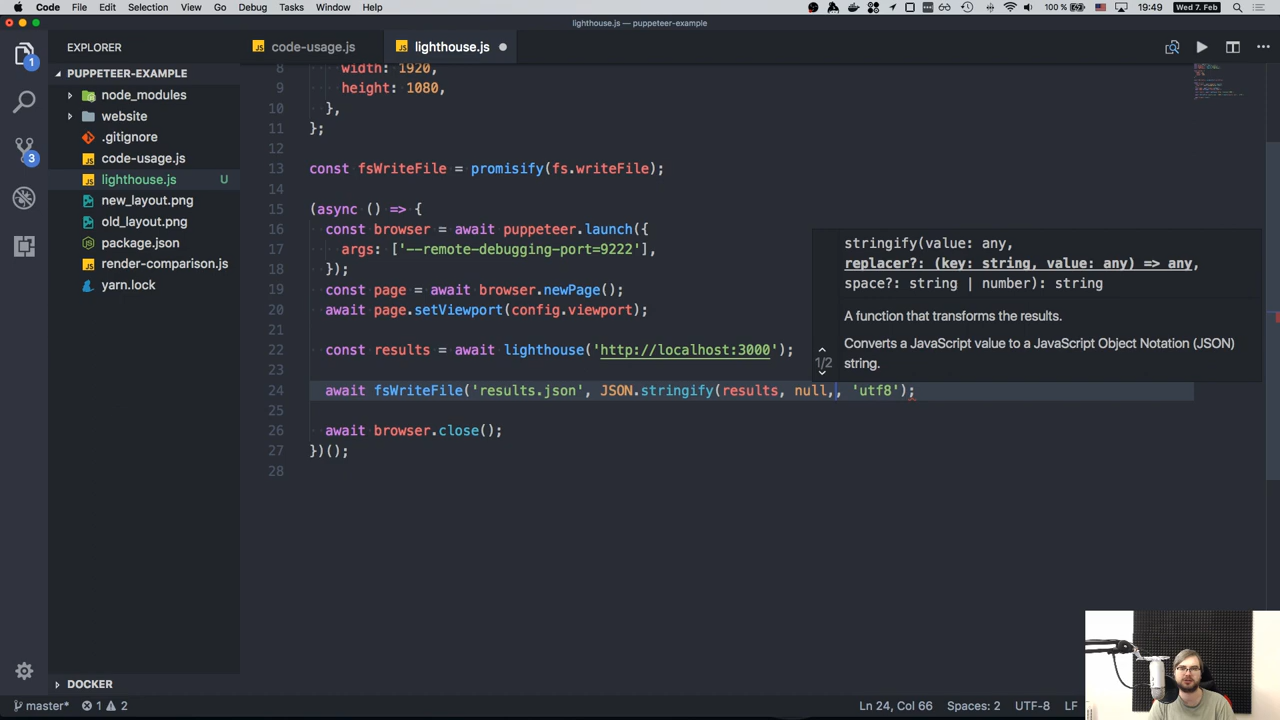 Code File Edit Selection View Go Debug Tasks Window Help 100 % 19:49 Wed 7. Feb
lighthouse.js — puppeteer-example
EXPLORER
PUPPETEER-EXAMPLE
node_modules
website
.gitignore
code-usage.js
lighthouse.js U
new_layout.png
old_layout.png
package.json
render-comparison.js
yarn.lock
DOCKER
1
3
JS code-usage.js JS lighthouse.js
8 width: 1920,
9 height: 1080,
10 },
11 };
12
13 const fsWriteFile = promisify(fs.writeFile);
14
15 (async () => {
16 const browser = await puppeteer.launch({
17 args: ['--remote-debugging-port=9222'],
18 });
19 const page = await browser.newPage();
20 await page.setViewport(config.viewport);
21
22 const results = await lighthouse('http://localhost:3000');
23
24 await fsWriteFile('results.json', JSON.stringify(results, null,, 'utf8');
25
26 await browser.close();
27 })();
28
stringify(value: any,
replacer?: (key: string, value: any) => any,
space?: string | number): string
A function that transforms the results.
1/2
Converts a JavaScript value to a JavaScript Object Notation (JSON)
string.
master* 1 2 Ln 24, Col 66 Spaces: 2 UTF-8 LF